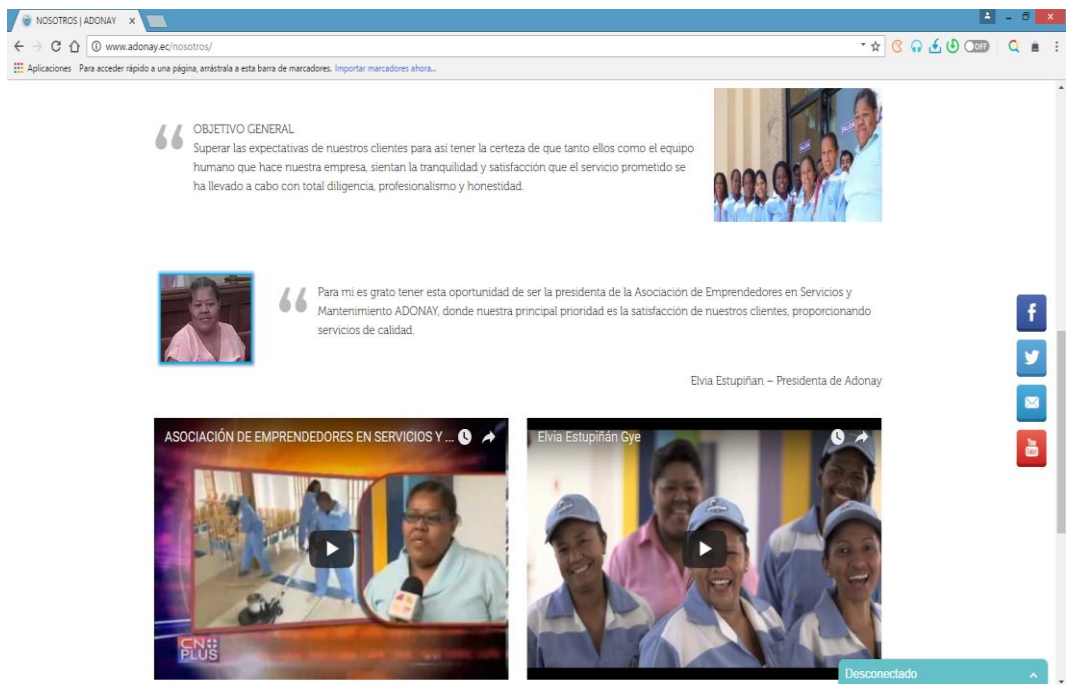 NOSOTROS | ADONAY
www.adonay.ec/nosotros/
OFF
Aplicaciones Para acceder rápido a una página, arrástrala a esta barra de marcadores. Importar marcadores ahora...
OBJETIVO GENERAL
Superar las expectativas de nuestros clientes para asi tener la certeza de que tanto ellos como el equipo
humano que hace nuestra empresa, sientan la tranquilidad y satisfacción que el servicio prometido se
ha llevado a cabo con total diligencia, profesionalismo y honestidad.
Para mi es grato tener esta oportunidad de ser la presidenta de la Asociación de Emprendedores en Servicios y
Mantenimiento ADONAY, donde nuestra principal prioridad es la satisfacción de nuestros clientes, proporcionando
servicios de calidad.
Elvia Estupiñan – Presidenta de Adonay
ASOCIACIÓN DE EMPRENDEDORES EN SERVICIOS Y ...
Elvia Estupiñán Gye
CN
PLUS
You
Tube
Desconectado